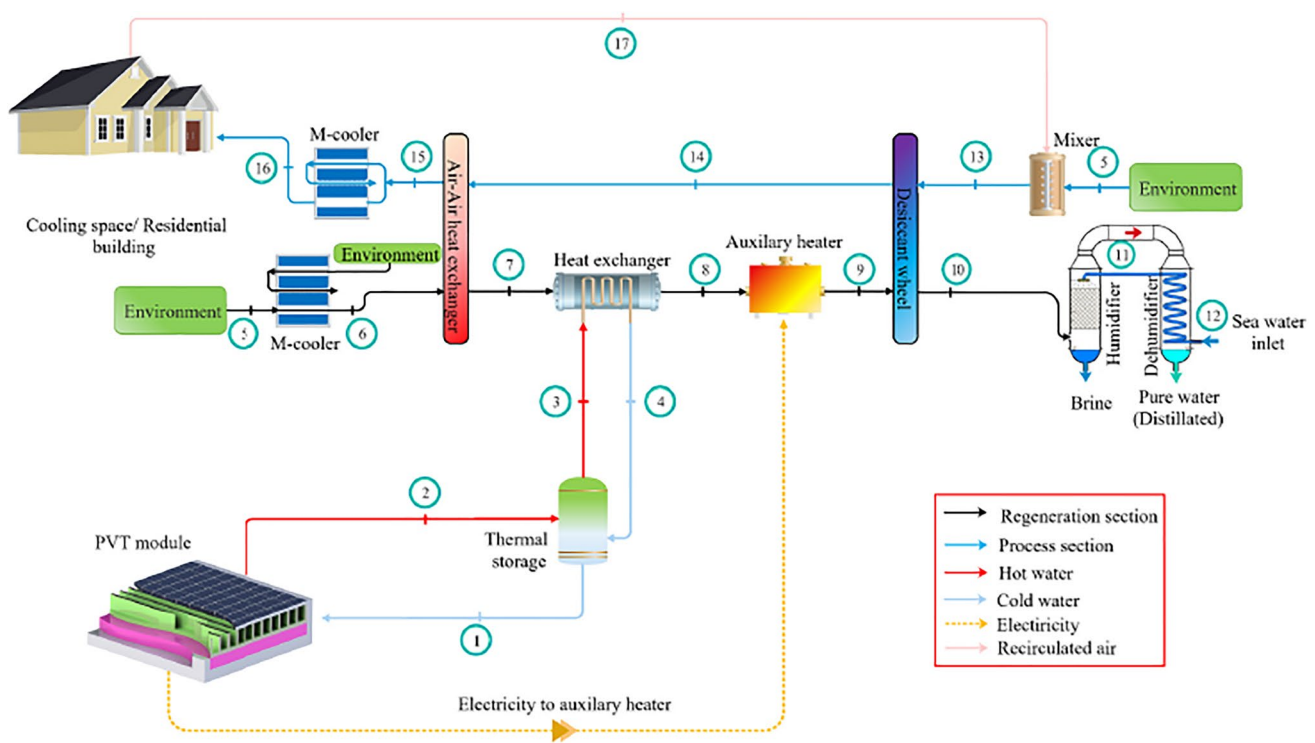 17
M-cooler
Mixer
16
15
14
13
5
Environment
Cooling space/ Residential
building
Air-Air heat exchanger
Desiccant wheel
Environment
Environment
5
M-cooler
6
7
Heat exchanger
8
Auxilary heater
9
10
11
Humidifier
Dehumidifier
12
Sea water
inlet
Brine
Pure water
(Distillated)
3
4
2
PVT module
Thermal
storage
1
Electricity to auxilary heater
Regeneration section
Process section
Hot water
Cold water
Electiricity
Recirculated air